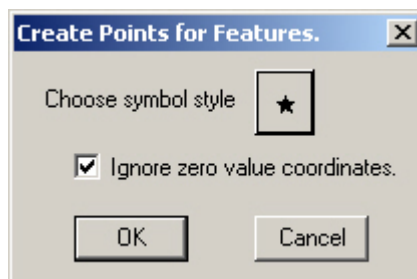 Create Points for Features.
Choose symbol style
Ignore zero value coordinates.
OK Cancel